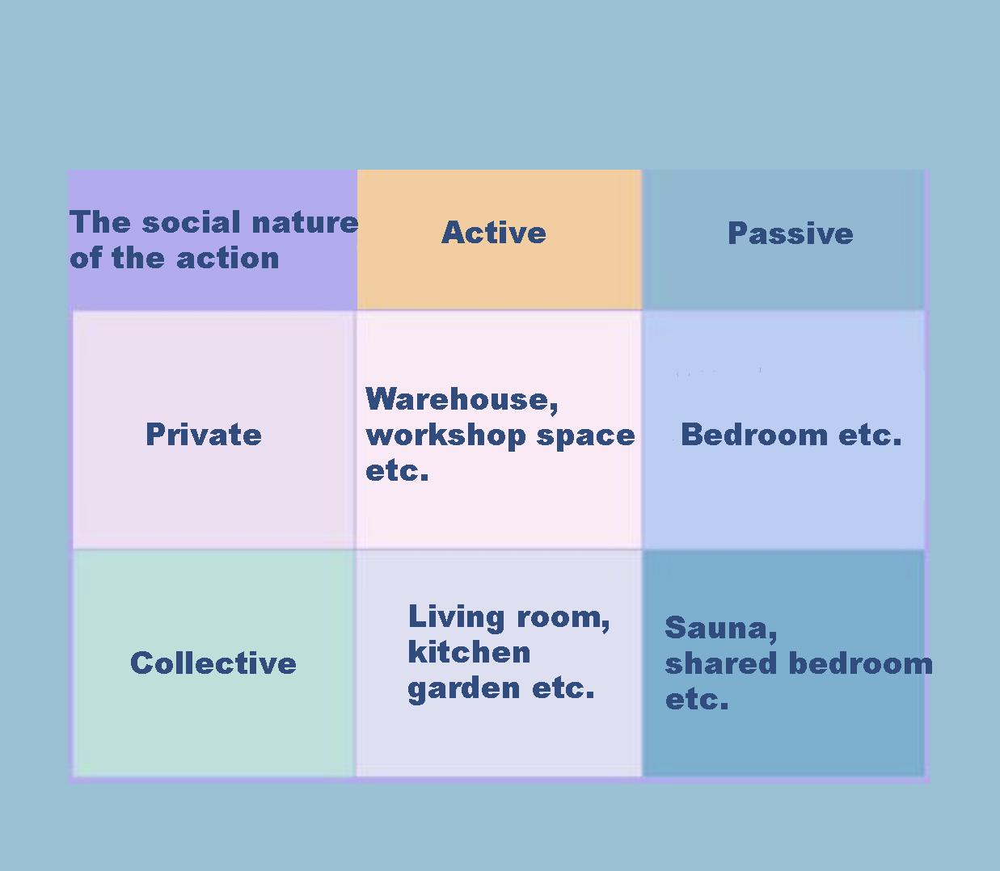 The social nature
of the action
Active
Passive
Private
Warehouse,
workshop space
etc.
Bedroom etc.
Collective
Living room,
kitchen
garden etc.
Sauna,
shared bedroom
etc.